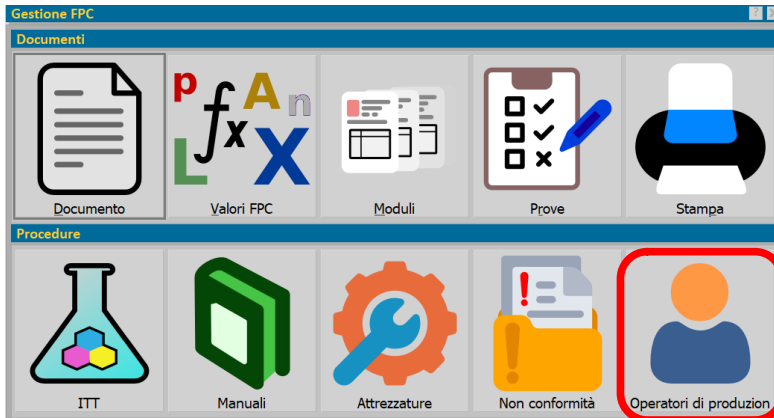 Gestione FPC
Documenti
Documento
Valori FPC
Moduli
Prove
Stampa
Procedure
ITT
Manuali
Attrezzature
Non conformità
Operatori di produzion